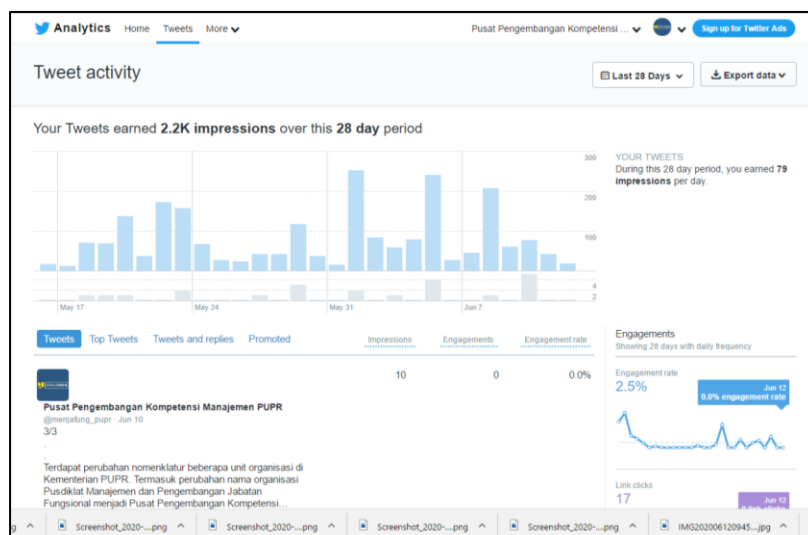 Analytics Home Tweets More Pusat Pengembangan Kompetensi ... Sign up for Twitter Ads
Tweet activity
Last 28 Days
Export data
Your Tweets earned 2.2K impressions over this 28 day period
300
200
100
4
2
May 17 May 24 May 31 Jun 7
YOUR TWEETS
During this 28 day period, you earned 79
impressions per day.
Tweets Top Tweets Tweets and replies Promoted Impressions Engagements Engagement rate
10 0 0.0%
Pusat Pengembangan Kompetensi Manajemen PUPR
@menjafung_pupr · Jun 10
3/3
.
.
Terdapat perubahan nomenklatur beberapa unit organisasi di
Kementerian PUPR. Termasuk perubahan nama organisasi
Pusdiklat Manajemen dan Pengembangan Jabatan
Fungsional menjadi Pusat Pengembangan Kompetensi...
Engagements
Showing 28 days with daily frequency
Engagement rate
2.5%
Jun 12
0.0% engagement rate
Link clicks
17
Jun 12
g Screenshot_2020-....png Screenshot_2020-....png Screenshot_2020-....png Screenshot_2020-....png IMG202006120945....jpg